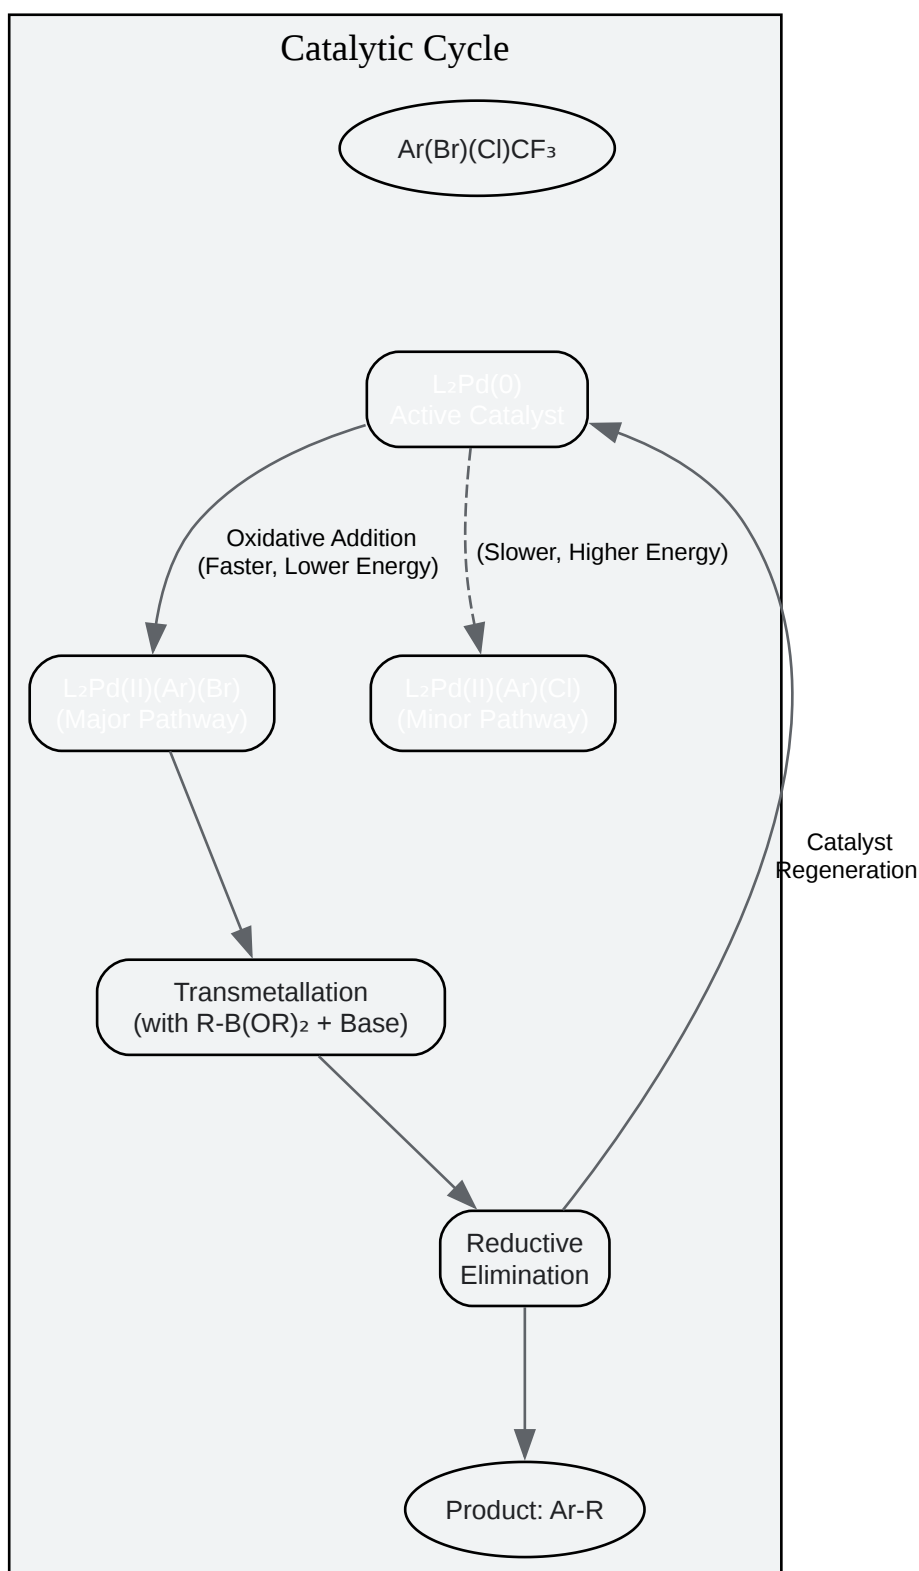 Catalytic Cycle
Ar(Br)(Cl)CF₃
L₂Pd(0)
Active Catalyst
Oxidative Addition
(Faster, Lower Energy)
(Slower, Higher Energy)
L₂Pd(II)(Ar)(Br)
(Major Pathway)
L₂Pd(II)(Ar)(Cl)
(Minor Pathway)
Catalyst
Regeneration
Transmetallation
(with R-B(OR)₂ + Base)
Reductive
Elimination
Product: Ar-R